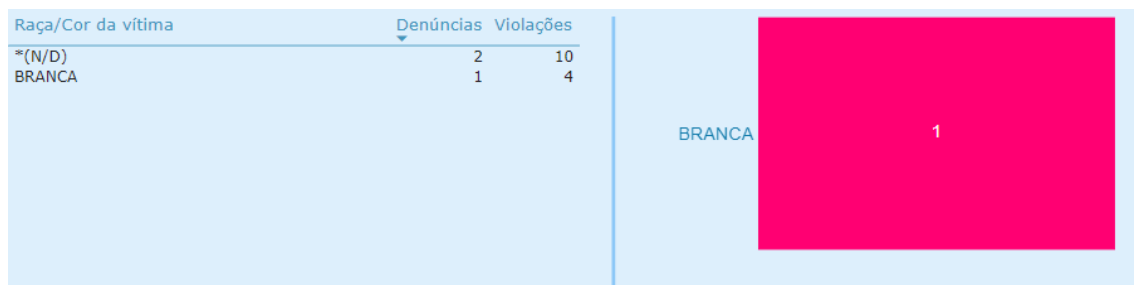 Raça/Cor da vítima Denúncias Violações
*(N/D) 2 10
BRANCA 1 4
BRANCA 1